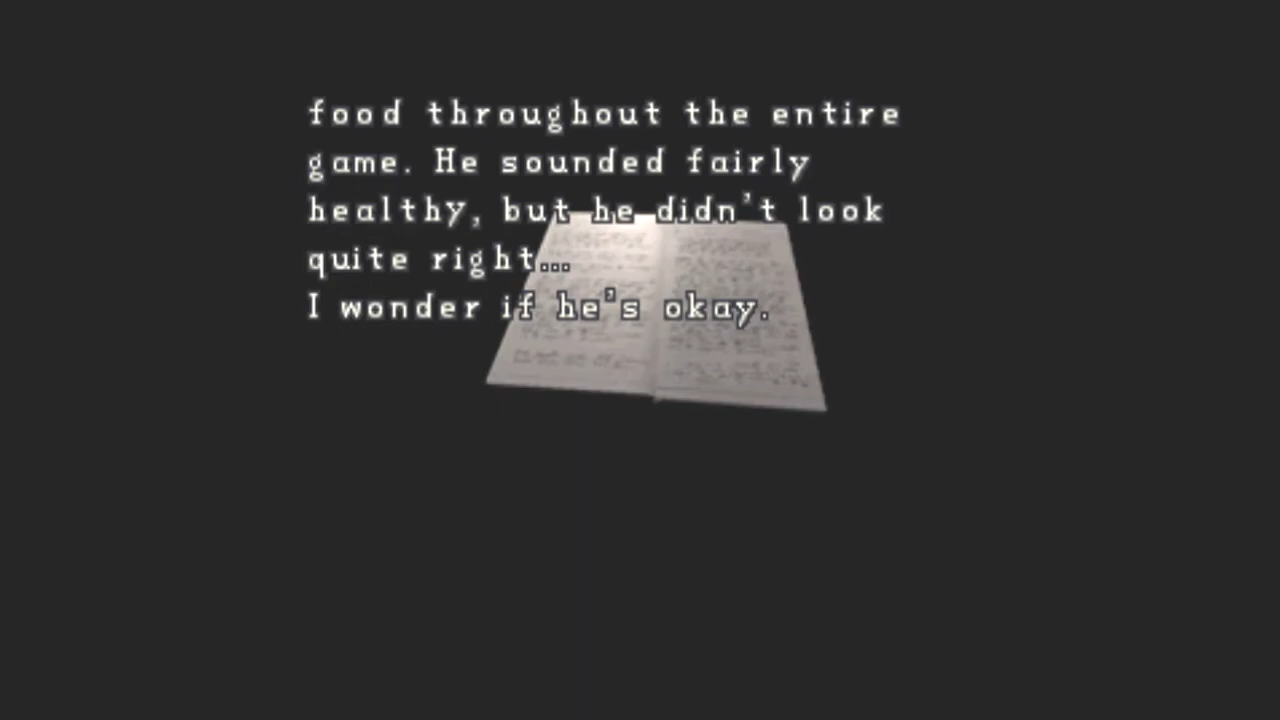 food throughout the entire
game. He sounded fairly
healthy, but he didn't look
quite right…
I wonder if he's okay.